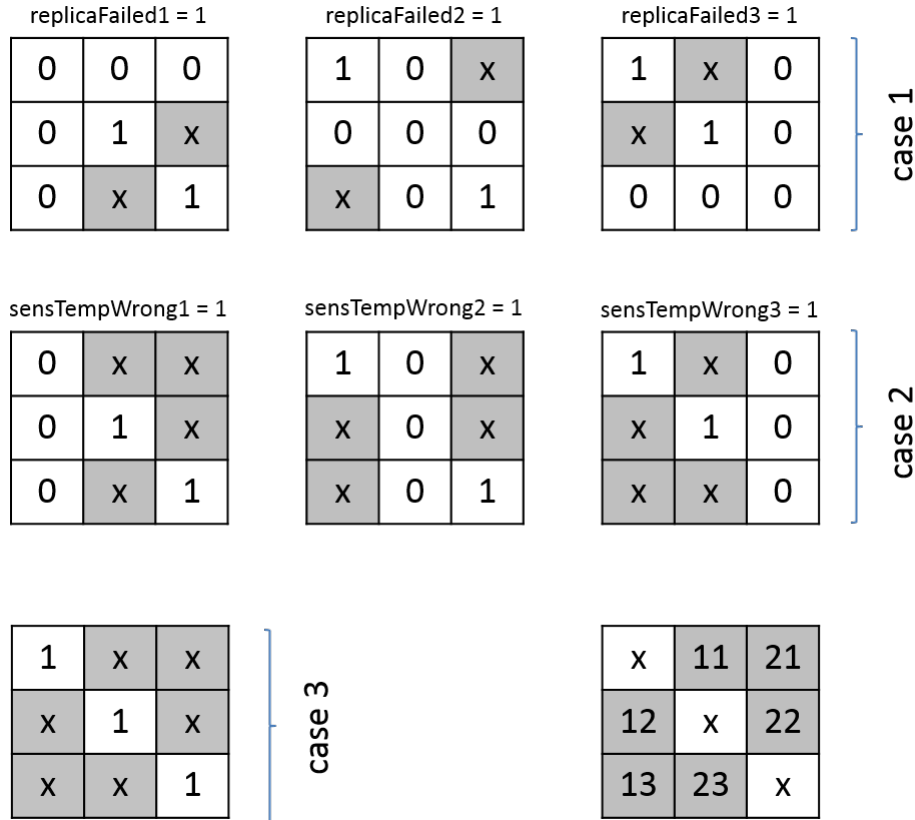 replicaFailed1 = 1 replicaFailed2 = 1 replicaFailed3 = 1
0 0 0 1 0 x 1 x 0
0 1 x 0 0 0 x 1 0
0 x 1 x 0 1 0 0 0
case 1
sensTempWrong1 = 1 sensTempWrong2 = 1 sensTempWrong3 = 1
0 x x 1 0 x 1 x 0
0 1 x x 0 x x 1 0
0 x 1 x 0 1 x x 0
case 2
1 x x x 11 21
x 1 x 12 x 22
x x 1 13 23 x
case 3